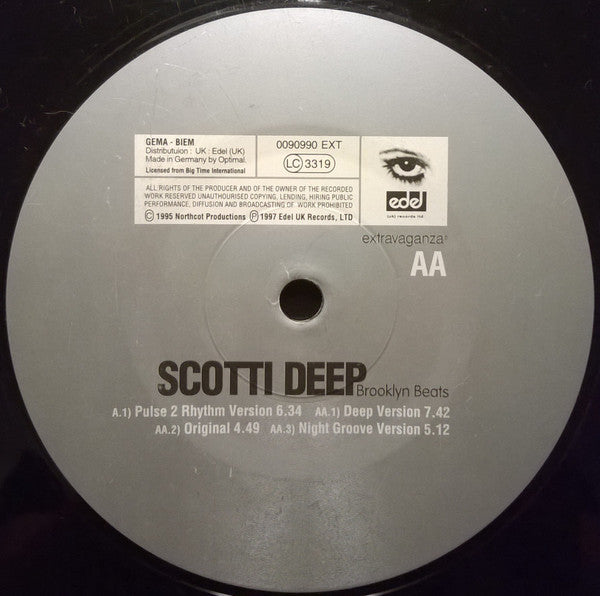 GEMA - BIEM
Distributuion : UK : Edel (UK)
Made in Germany by Optimal.
Licensed from Big Time International
0090990 EXT
LC 3319
ALL RIGHTS OF THE PRODUCER AND OF THE OWNER OF THE RECORDED
WORK RESERVED UNAUTHOURISED COPYING, LENDING, HIRING PUBLIC
PERFORMANCE, DIFFUSION AND BROADCASTING OF WORK PROHIBITED
Ⓒ 1995 Northcot Productions Ⓟ 1997 Edel UK Records, LTD
edel
(uk) records ltd
extravaganza
AA
SCOTTI DEEP Brooklyn Beats
A.1) Pulse 2 Rhythm Version 6.34 AA.1) Deep Version 7.42
AA.2) Original 4.49 AA.3) Night Groove Version 5.12